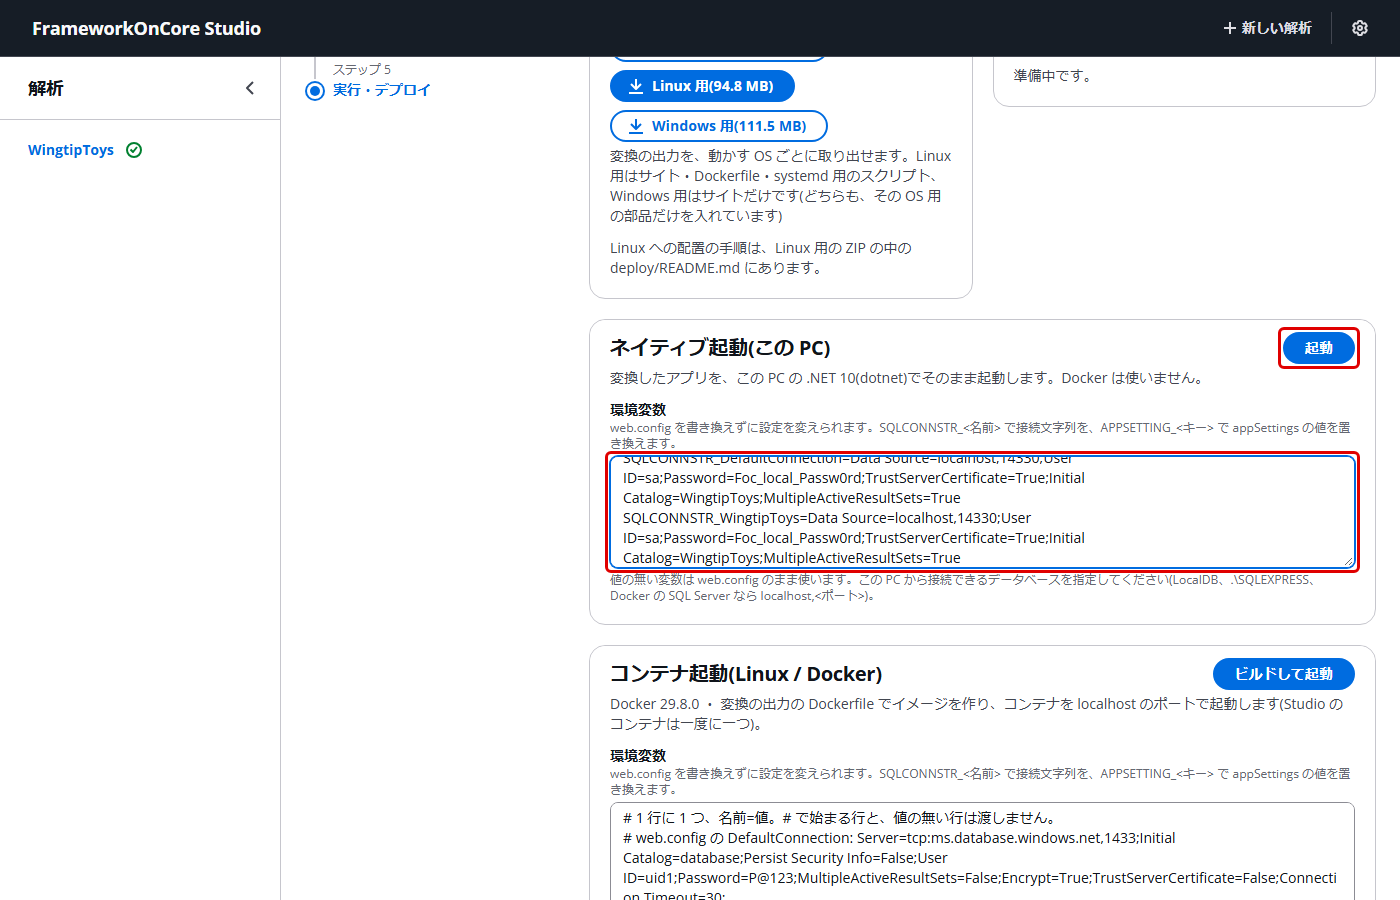 FrameworkOnCore Studio
新しい解析
解析
WingtipToys
ステップ 5
実行・デプロイ
Linux 用(94.8 MB)
Windows 用(111.5 MB)
変換の出力を、動かす OS ごとに取り出せます。Linux
用はサイト・Dockerfile・systemd 用のスクリプト、
Windows 用はサイトだけです(どちらも、その OS 用
の部品だけを入れています)
Linux への配置の手順は、Linux 用の ZIP の中の
deploy/README.md にあります。
準備中です。
ネイティブ起動(この PC)
起動
変換したアプリを、この PC の .NET 10(dotnet)でそのまま起動します。Docker は使いません。
環境変数
web.config を書き換えずに設定を変えられます。SQLCONNSTR_<名前> で接続文字列を、APPSETTING_<キー> で appSettings の値を置
き換えます。
SQLCONNSTR_DefaultConnection=Data Source=localhost,14330;User
ID=sa;Password=Foc_local_Passw0rd;TrustServerCertificate=True;Initial
Catalog=WingtipToys;MultipleActiveResultSets=True
SQLCONNSTR_WingtipToys=Data Source=localhost,14330;User
ID=sa;Password=Foc_local_Passw0rd;TrustServerCertificate=True;Initial
Catalog=WingtipToys;MultipleActiveResultSets=True
値の無い変数は web.config のまま使います。この PC から接続できるデータベースを指定してください(LocalDB、.\SQLEXPRESS、
Docker の SQL Server なら localhost,<ポート>)。
コンテナ起動(Linux / Docker)
ビルドして起動
Docker 29.8.0 ・ 変換の出力の Dockerfile でイメージを作り、コンテナを localhost のポートで起動します(Studio の
コンテナは一度に一つ)。
環境変数
web.config を書き換えずに設定を変えられます。SQLCONNSTR_<名前> で接続文字列を、APPSETTING_<キー> で appSettings の値を置
き換えます。
# 1 行に 1 つ、名前=値。# で始まる行と、値の無い行は渡しません。
# web.config の DefaultConnection: Server=tcp:ms.database.windows.net,1433;Initial
Catalog=database;Persist Security Info=False;User
ID=uid1;Password=P@123;MultipleActiveResultSets=False;Encrypt=True;TrustServerCertificate=False;Connecti
on Timeout=30;